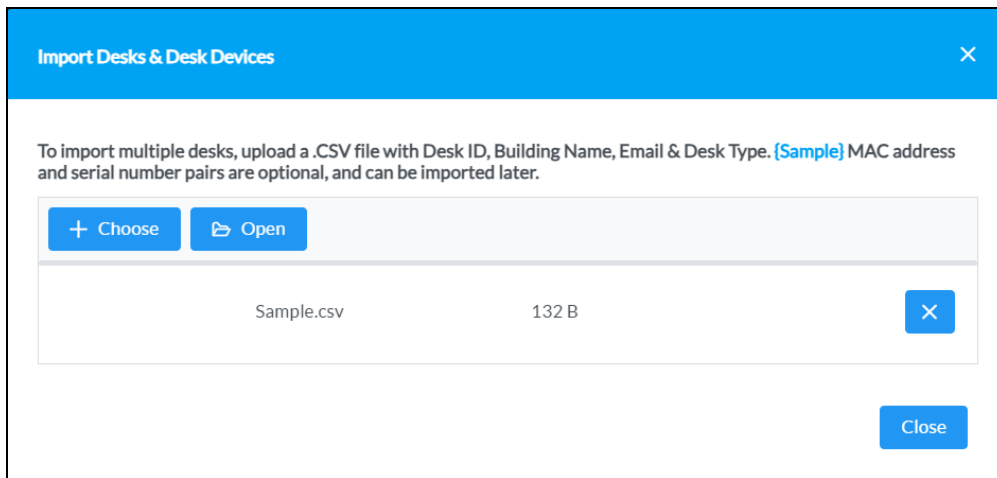 Import Desks & Desk Devices
To import multiple desks, upload a .CSV file with Desk ID, Building Name, Email & Desk Type. {Sample} MAC address
and serial number pairs are optional, and can be imported later.
Choose Open
Sample.csv 132 B
Close